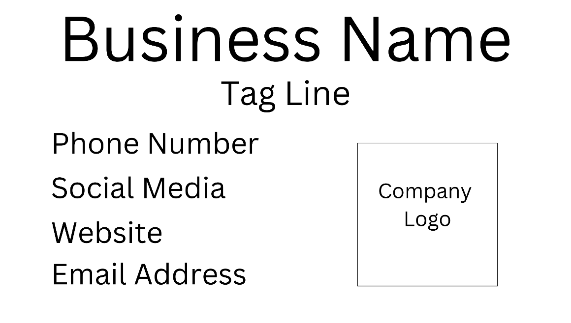 Business Name
Tag Line
Phone Number
Social Media
Website
Email Address
Company
Logo